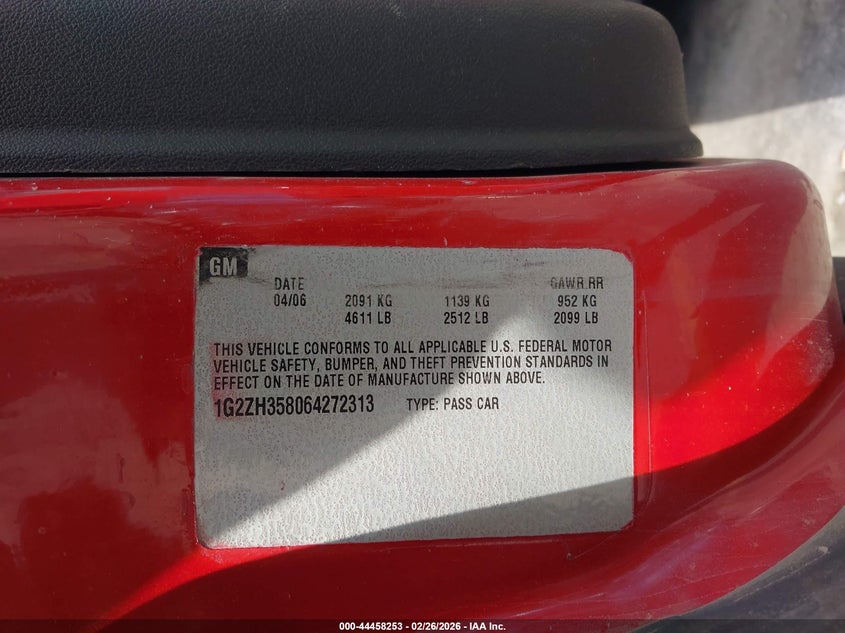 GM
DATE GAWR RR
04/06 2091 KG 1139 KG 952 KG
4611 LB 2512 LB 2099 LB
THIS VEHICLE CONFORMS TO ALL APPLICABLE U.S. FEDERAL MOTOR
VEHICLE SAFETY, BUMPER, AND THEFT PREVENTION STANDARDS IN
EFFECT ON THE DATE OF MANUFACTURE SHOWN ABOVE.
1G2ZH358064272313 TYPE: PASS CAR
000-44458253 - 02/26/2026 - IAA Inc.